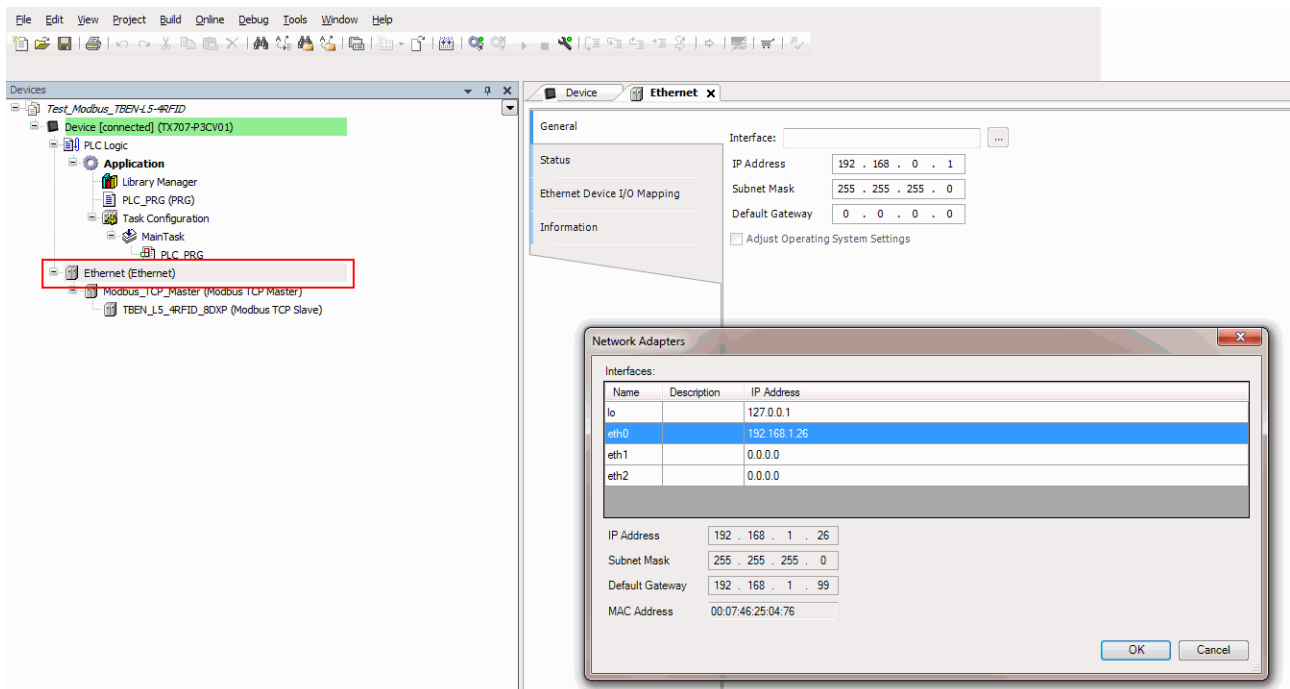 File Edit View Project Build Online Debug Tools Window Help
Devices
Test_Modbus_TBEN-L5-4RFID
Device [connected] (TX707-P3CV01)
PLC Logic
Application
Library Manager
PLC_PRG (PRG)
Task Configuration
MainTask
PLC_PRG
Ethernet (Ethernet)
Modbus_TCP_Master (Modbus TCP Master)
TBEN_L5_4RFID_8DXP (Modbus TCP Slave)
Device Ethernet
General
Status
Ethernet Device I/O Mapping
Information
Interface: ...
IP Address 192 . 168 . 0 . 1
Subnet Mask 255 . 255 . 255 . 0
Default Gateway 0 . 0 . 0 . 0
Adjust Operating System Settings
Network Adapters
Interfaces:
Name Description IP Address
lo 127.0.0.1
eth0 192.168.1.26
eth1 0.0.0.0
eth2 0.0.0.0
IP Address 192 . 168 . 1 . 26
Subnet Mask 255 . 255 . 255 . 0
Default Gateway 192 . 168 . 1 . 99
MAC Address 00:07:46:25:04:76
OK Cancel